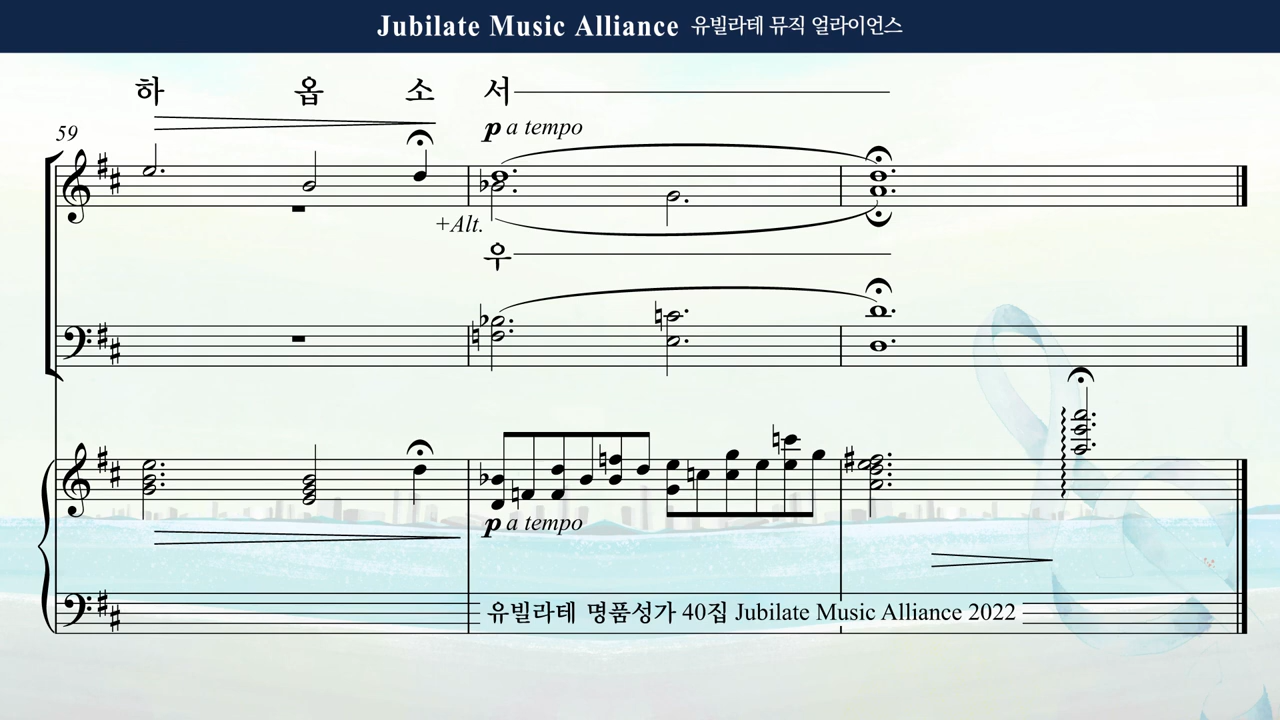 Jubilate Music Alliance 유빌라테 뮤직 얼라이언스
하 옵 소 서
59
p a tempo
+Alt.
우
p a tempo
유빌라테 명품성가 40집 Jubilate Music Alliance 2022